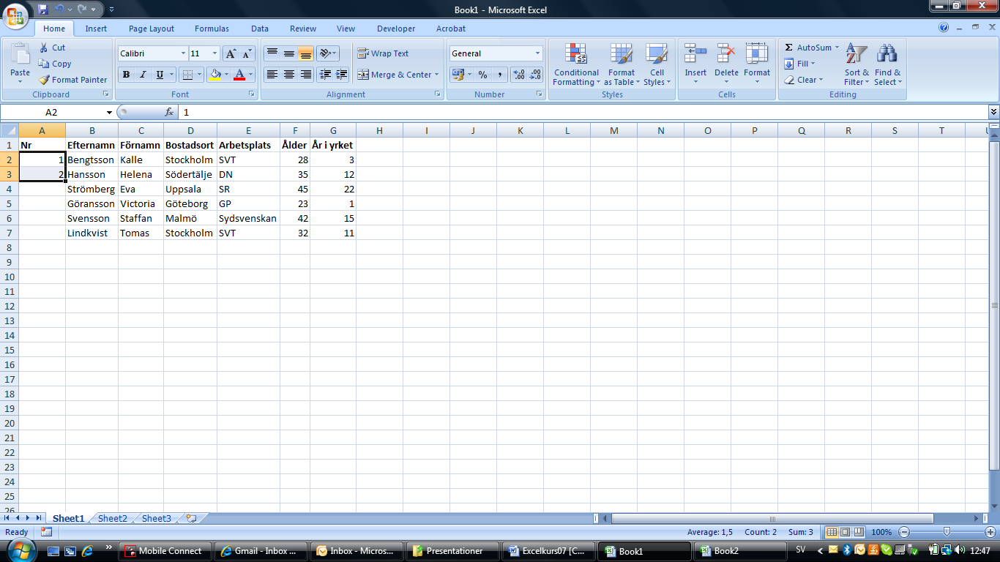 Book1 - Microsoft Excel
Home Insert Page Layout Formulas Data Review View Developer Acrobat
Paste Cut Copy Format Painter
Calibri 11
B I U A
Wrap Text
Merge & Center
General
% ,
Conditional Formatting Format as Table Cell Styles
Insert Delete Format
Σ AutoSum Fill Clear
Sort & Filter Find & Select
Clipboard Font Alignment Number Styles Cells Editing
A2 fx 1
A B C D E F G H I J K L M N O P Q R S T U
1 Nr Efternamn Förnamn Bostadsort Arbetsplats Ålder År i yrket
2 1 Bengtsson Kalle Stockholm SVT 28 3
3 2 Hansson Helena Södertälje DN 35 12
4 Strömberg Eva Uppsala SR 45 22
5 Göransson Victoria Göteborg GP 23 1
6 Svensson Staffan Malmö Sydsvenskan 42 15
7 Lindkvist Tomas Stockholm SVT 32 11
8
9
10
11
12
13
14
15
16
17
18
19
20
21
22
23
24
25
26
Sheet1 Sheet2 Sheet3
Ready Average: 1,5 Count: 2 Sum: 3 100%
Mobile Connect Gmail - Inbox ... Inbox - Micros... Presentationer Excelkurs07 [C... Book1 Book2 SV 12:47